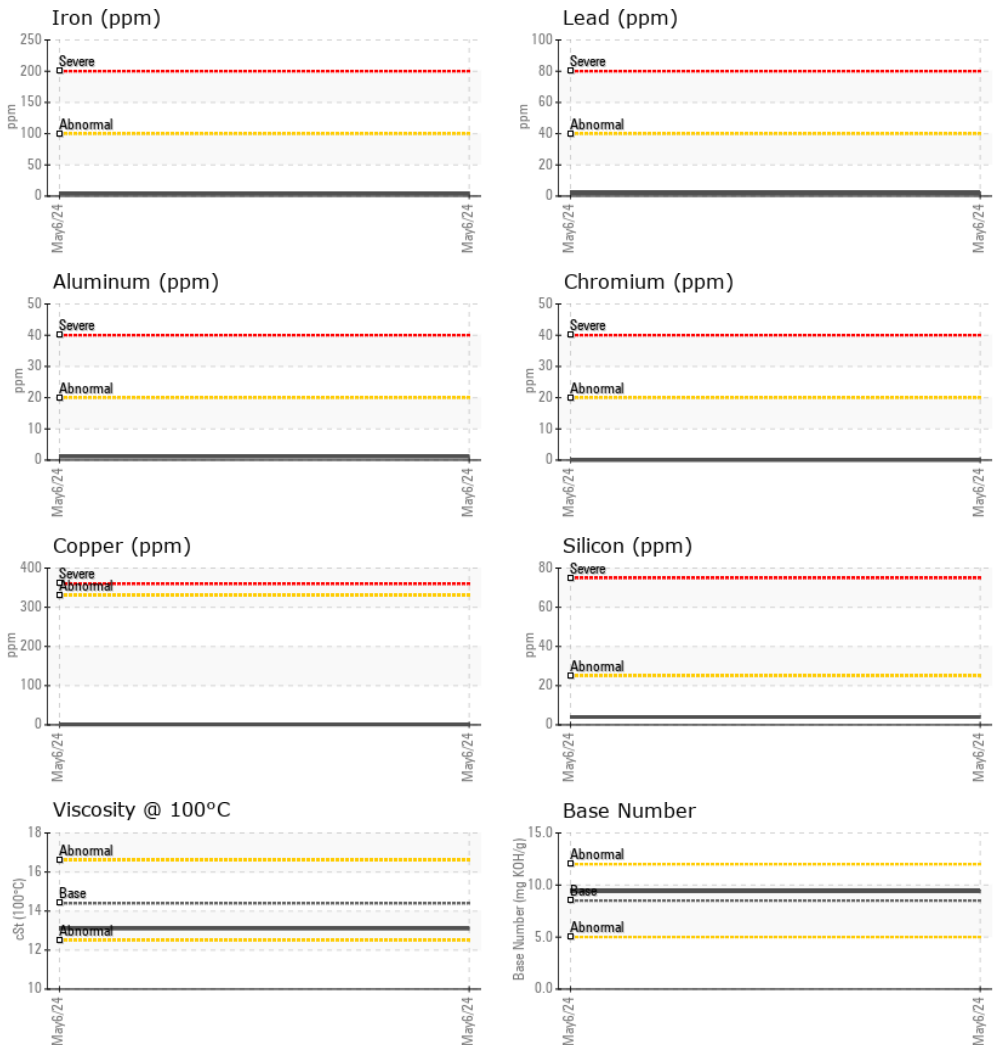 Iron (ppm)
250
200
150
100
50
0
ppm
Severe
Abnormal
May6/24
May6/24
Lead (ppm)
100
80
60
40
20
0
ppm
Severe
Abnormal
May6/24
May6/24
Aluminum (ppm)
50
40
30
20
10
0
ppm
Severe
Abnormal
May6/24
May6/24
Chromium (ppm)
50
40
30
20
10
0
ppm
Severe
Abnormal
May6/24
May6/24
Copper (ppm)
400
300
200
100
0
ppm
Severe
Abnormal
May6/24
May6/24
Silicon (ppm)
80
60
40
20
0
ppm
Severe
Abnormal
May6/24
May6/24
Viscosity @ 100°C
18
16
14
12
10
cSt (100°C)
Abnormal
Base
Abnormal
May6/24
May6/24
Base Number
15.0
10.0
5.0
0.0
Base Number (mg KOH/g)
Abnormal
Base
Abnormal
May6/24
May6/24